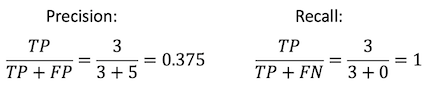 Precision:
TP / (TP + FP) = 3 / (3 + 5) = 0.375
Recall:
TP / (TP + FN) = 3 / (3 + 0) = 1